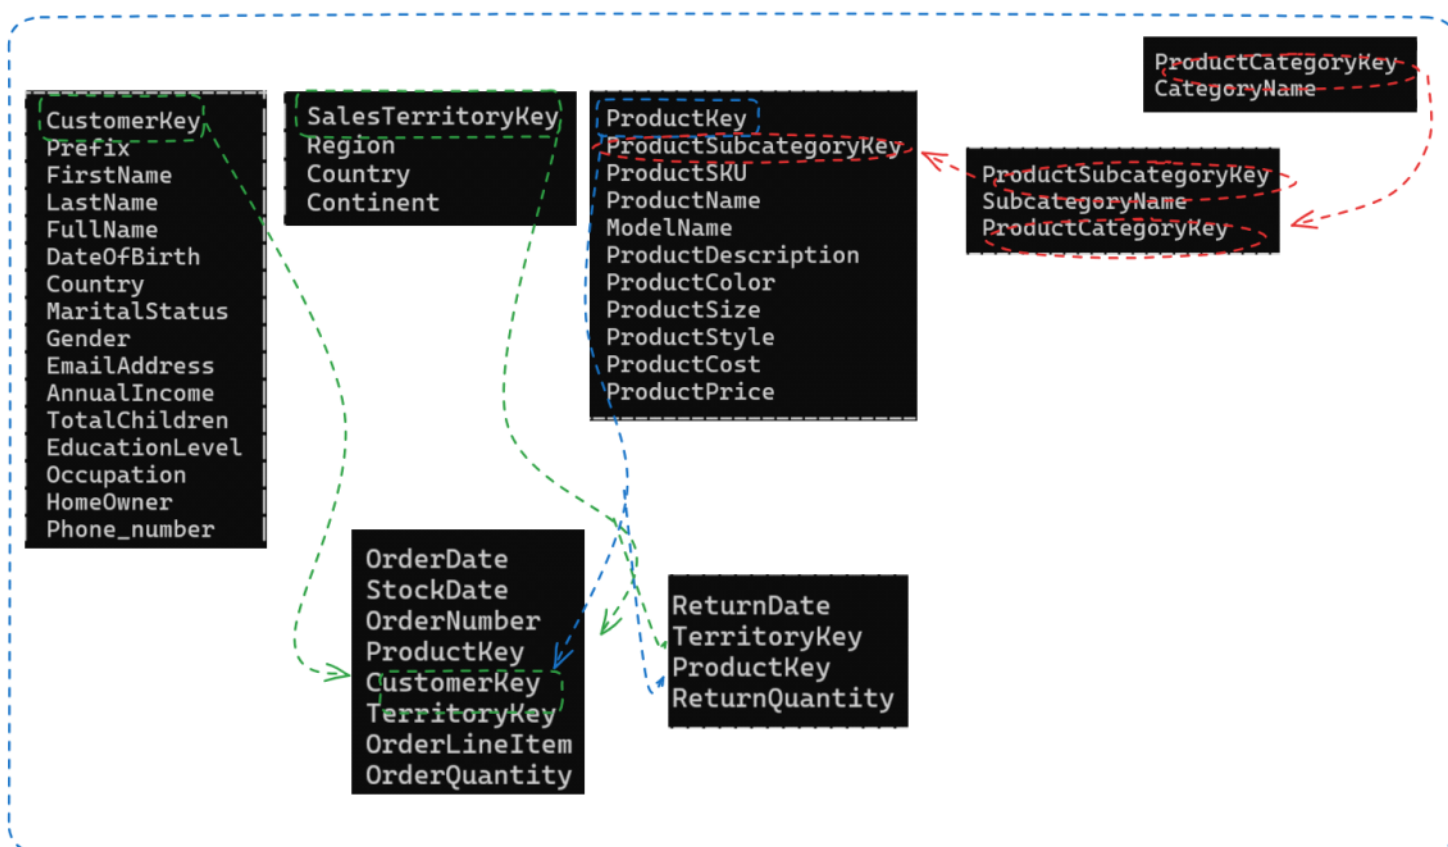 CustomerKey
Prefix
FirstName
LastName
FullName
DateOfBirth
Country
MaritalStatus
Gender
EmailAddress
AnnualIncome
TotalChildren
EducationLevel
Occupation
HomeOwner
Phone_number
SalesTerritoryKey
Region
Country
Continent
ProductKey
ProductSubcategoryKey
ProductSKU
ProductName
ModelName
ProductDescription
ProductColor
ProductSize
ProductStyle
ProductCost
ProductPrice
ProductCategoryKey
CategoryName
ProductSubcategoryKey
SubcategoryName
ProductCategoryKey
OrderDate
StockDate
OrderNumber
ProductKey
CustomerKey
TerritoryKey
OrderLineItem
OrderQuantity
ReturnDate
TerritoryKey
ProductKey
ReturnQuantity